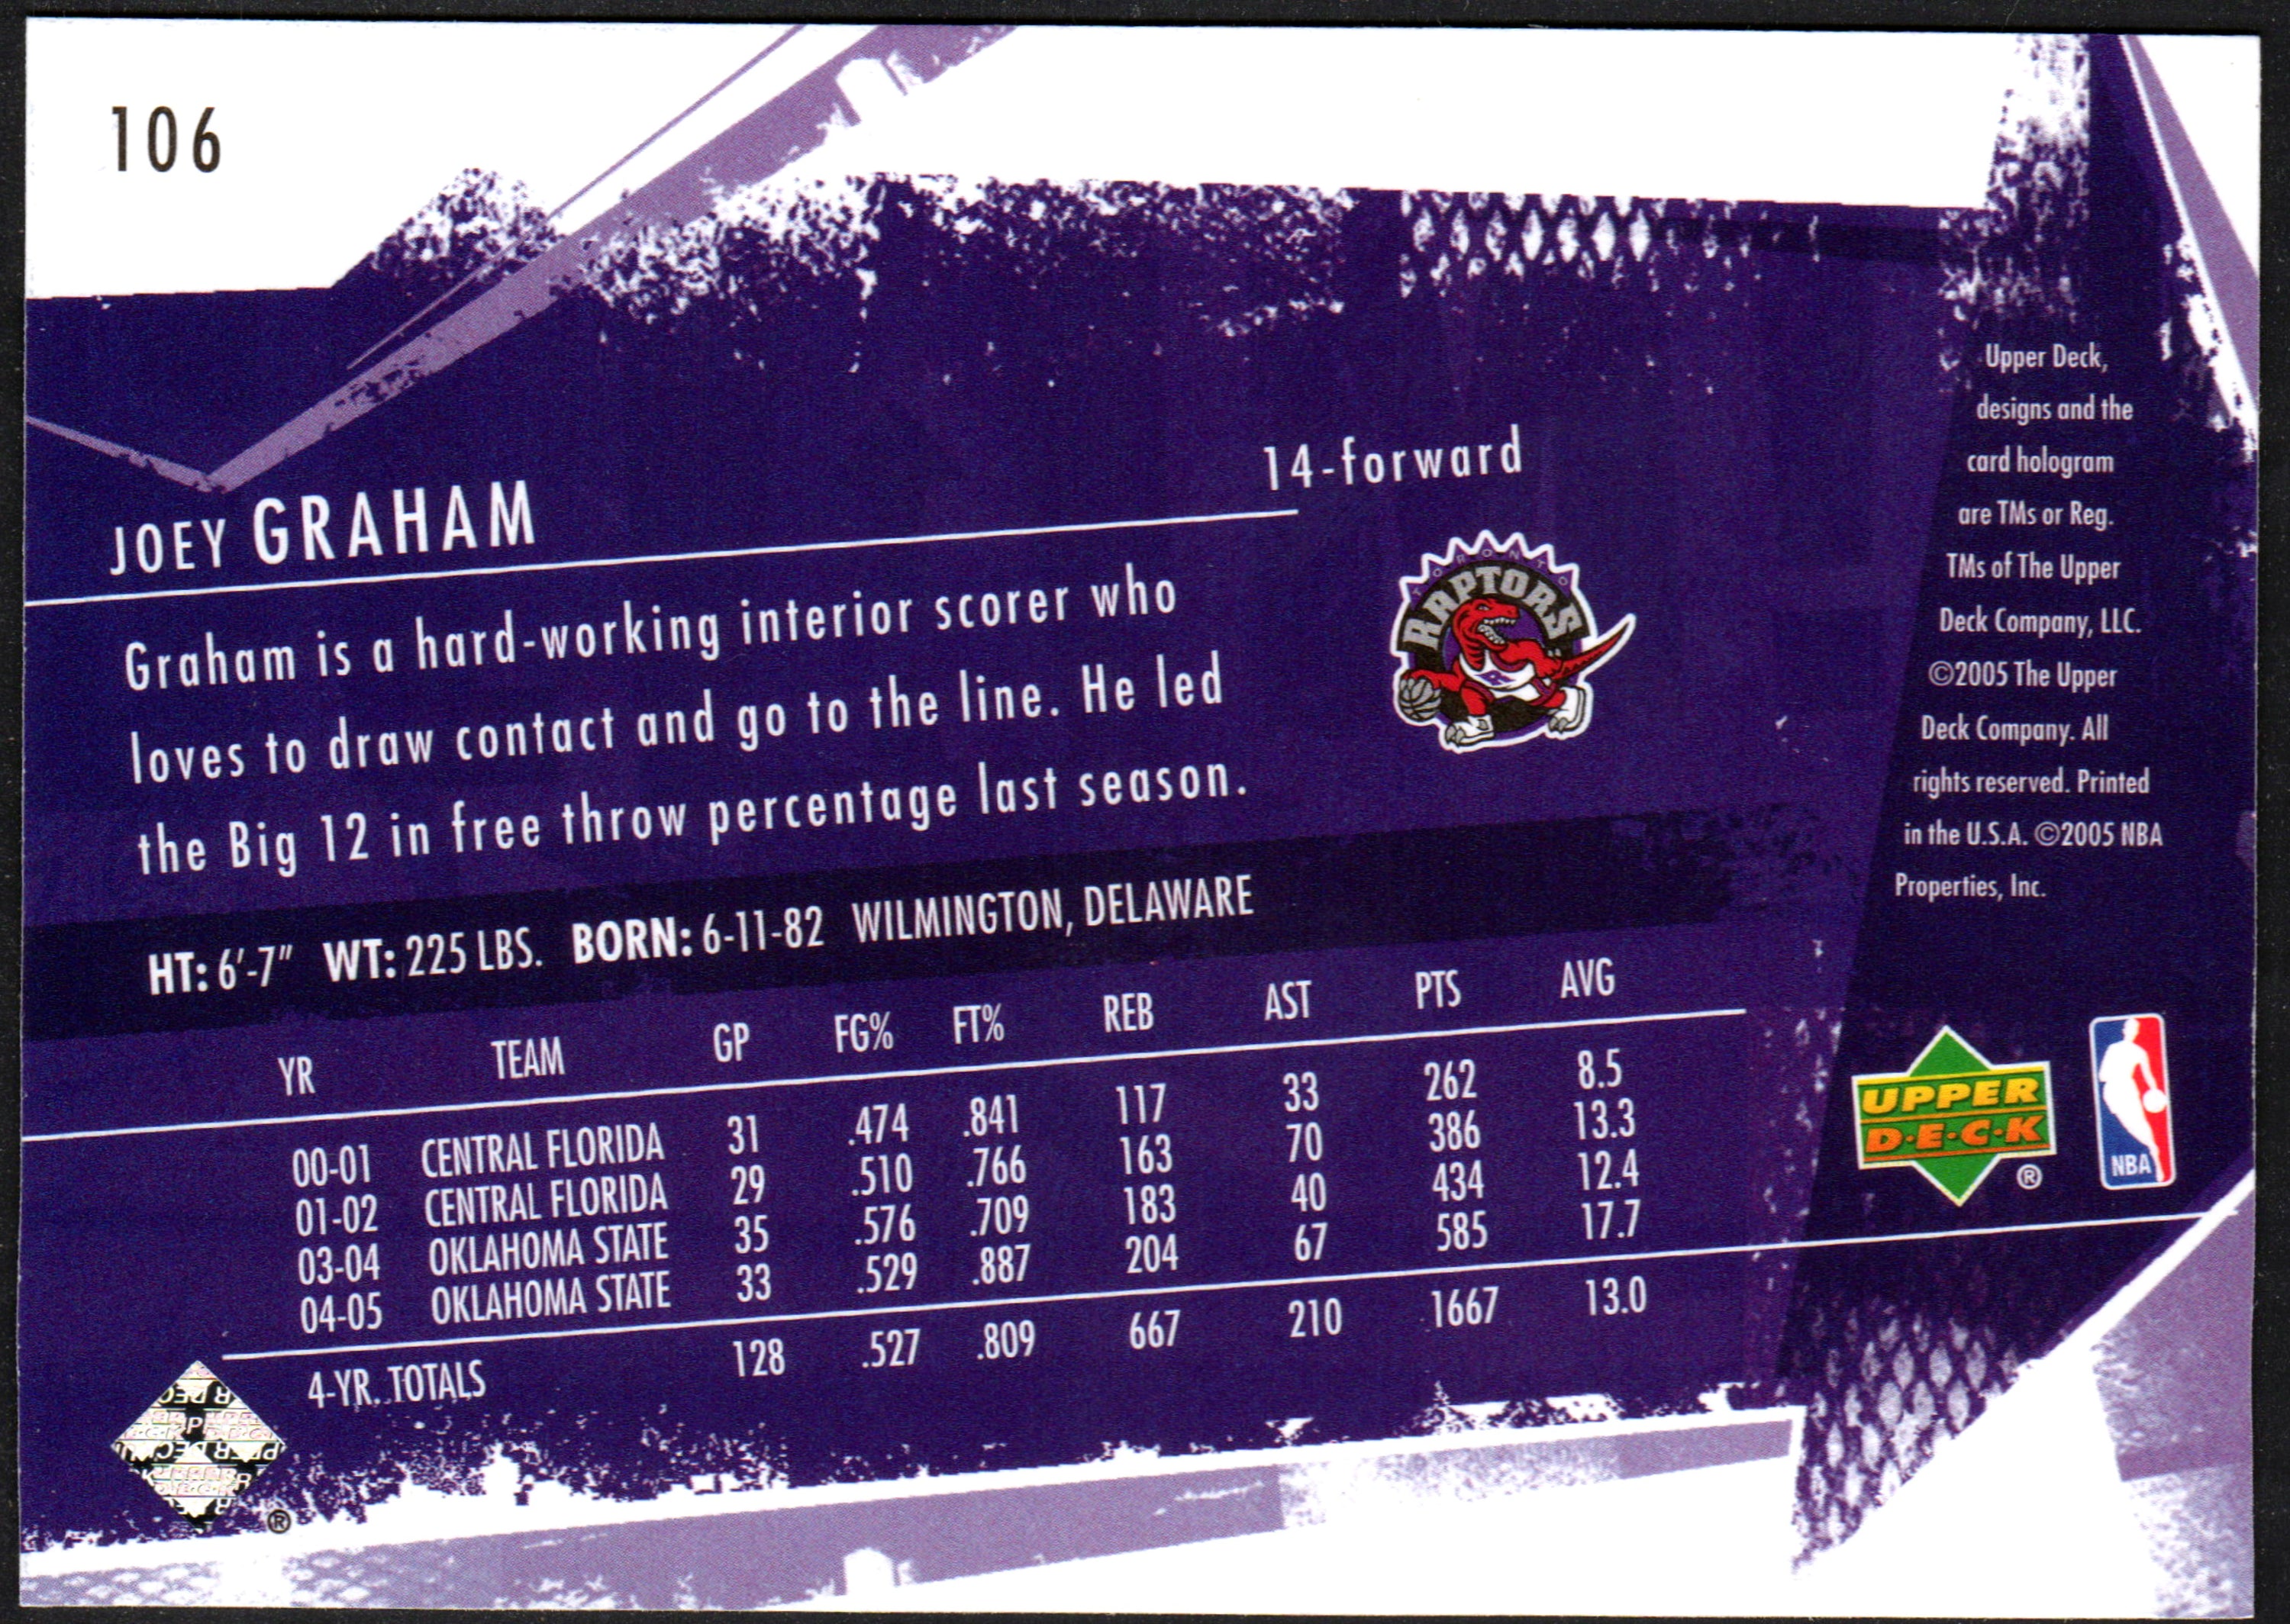 106
JOEY GRAHAM
14-forward
Graham is a hard-working interior scorer who
loves to draw contact and go to the line. He led
the Big 12 in free throw percentage last season.
TORONTO
RAPTORS
HT: 6'-7" WT: 225 LBS. BORN: 6-11-82 WILMINGTON, DELAWARE
YR TEAM GP FG% FT% REB AST PTS AVG
00-01 CENTRAL FLORIDA 31 .474 .841 117 33 262 8.5
01-02 CENTRAL FLORIDA 29 .510 .766 163 70 386 13.3
03-04 OKLAHOMA STATE 35 .576 .709 183 40 434 12.4
04-05 OKLAHOMA STATE 33 .529 .887 204 67 585 17.7
4-YR. TOTALS 128 .527 .809 667 210 1667 13.0
Upper Deck,
designs and the
card hologram
are TMs or Reg.
TMs of The Upper
Deck Company, LLC.
©2005 The Upper
Deck Company. All
rights reserved. Printed
in the U.S.A. ©2005 NBA
Properties, Inc.
UPPER
D·E·C·K
®
NBA
®